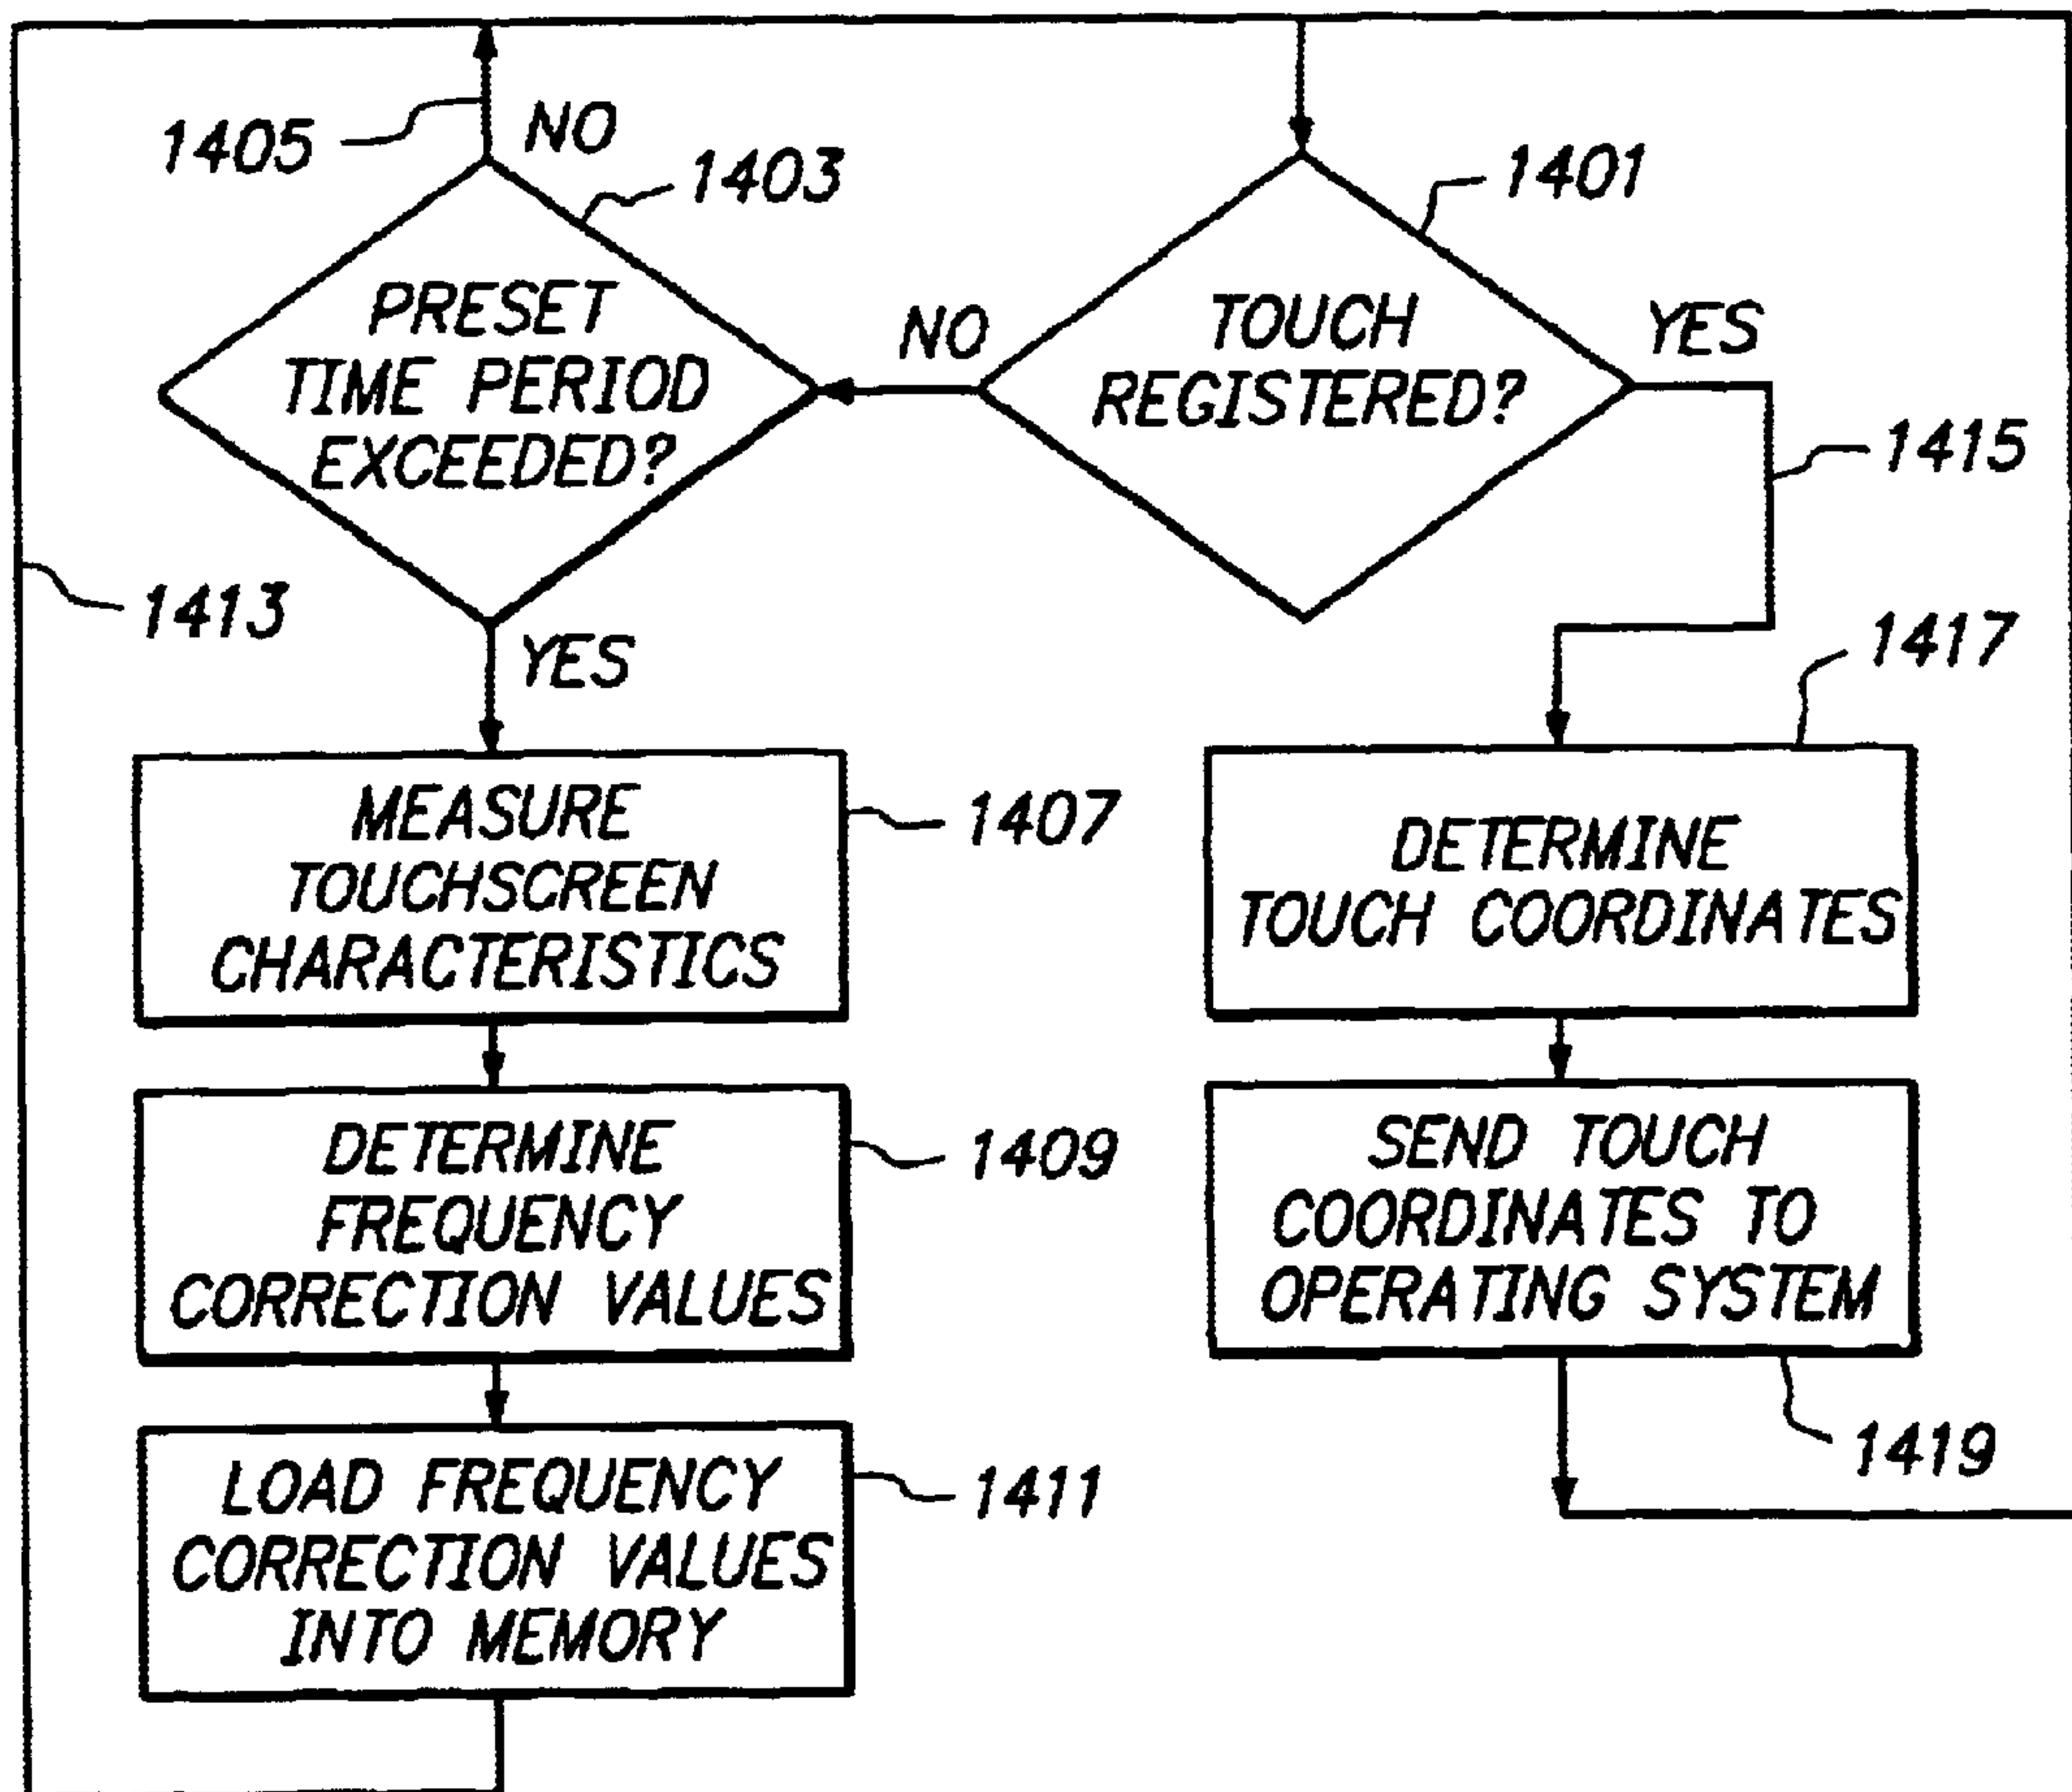 1405
NO
1403
1401
PRESET
TIME PERIOD
EXCEEDED?
NO
TOUCH
REGISTERED?
YES
1415
1413
YES
1417
MEASURE
TOUCHSCREEN
CHARACTERISTICS
1407
DETERMINE
TOUCH COORDINATES
DETERMINE
FREQUENCY
CORRECTION VALUES
1409
SEND TOUCH
COORDINATES TO
OPERATING SYSTEM
1419
LOAD FREQUENCY
CORRECTION VALUES
INTO MEMORY
1411